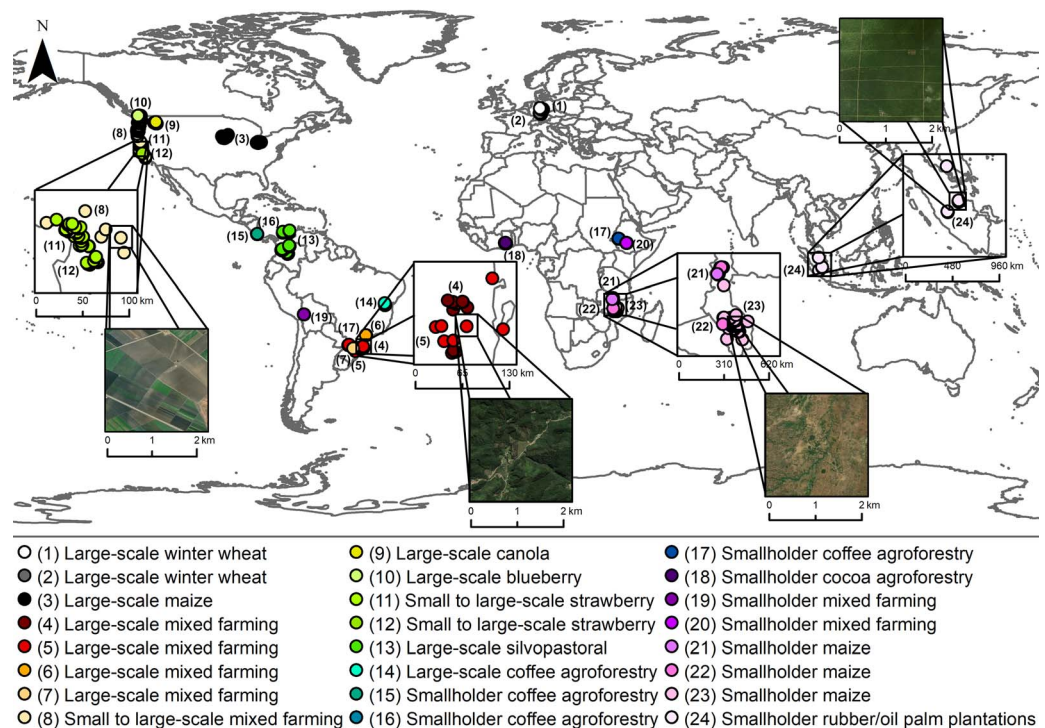 N
(10)
(9)
(8)
(3)
(11)
(12)
(1)
(2)
0 1 2 km
(8)
(11)
(12)
0 50 100 km
(16)
(15)
(13)
(18)
(17)
(20)
(24)
(24)
0 480 960 km
(19)
(14)
(17)
(6)
(4)
(7)
(5)
(4)
(5)
0 65 130 km
(21)
(22)
(23)
(21)
(23)
(22)
0 310 620 km
0 1 2 km
0 1 2 km
0 1 2 km
(1) Large-scale winter wheat
(2) Large-scale winter wheat
(3) Large-scale maize
(4) Large-scale mixed farming
(5) Large-scale mixed farming
(6) Large-scale mixed farming
(7) Large-scale mixed farming
(8) Small to large-scale mixed farming
(9) Large-scale canola
(10) Large-scale blueberry
(11) Small to large-scale strawberry
(12) Small to large-scale strawberry
(13) Large-scale silvopastoral
(14) Large-scale coffee agroforestry
(15) Smallholder coffee agroforestry
(16) Smallholder coffee agroforestry
(17) Smallholder coffee agroforestry
(18) Smallholder cocoa agroforestry
(19) Smallholder mixed farming
(20) Smallholder mixed farming
(21) Smallholder maize
(22) Smallholder maize
(23) Smallholder maize
(24) Smallholder rubber/oil palm plantations